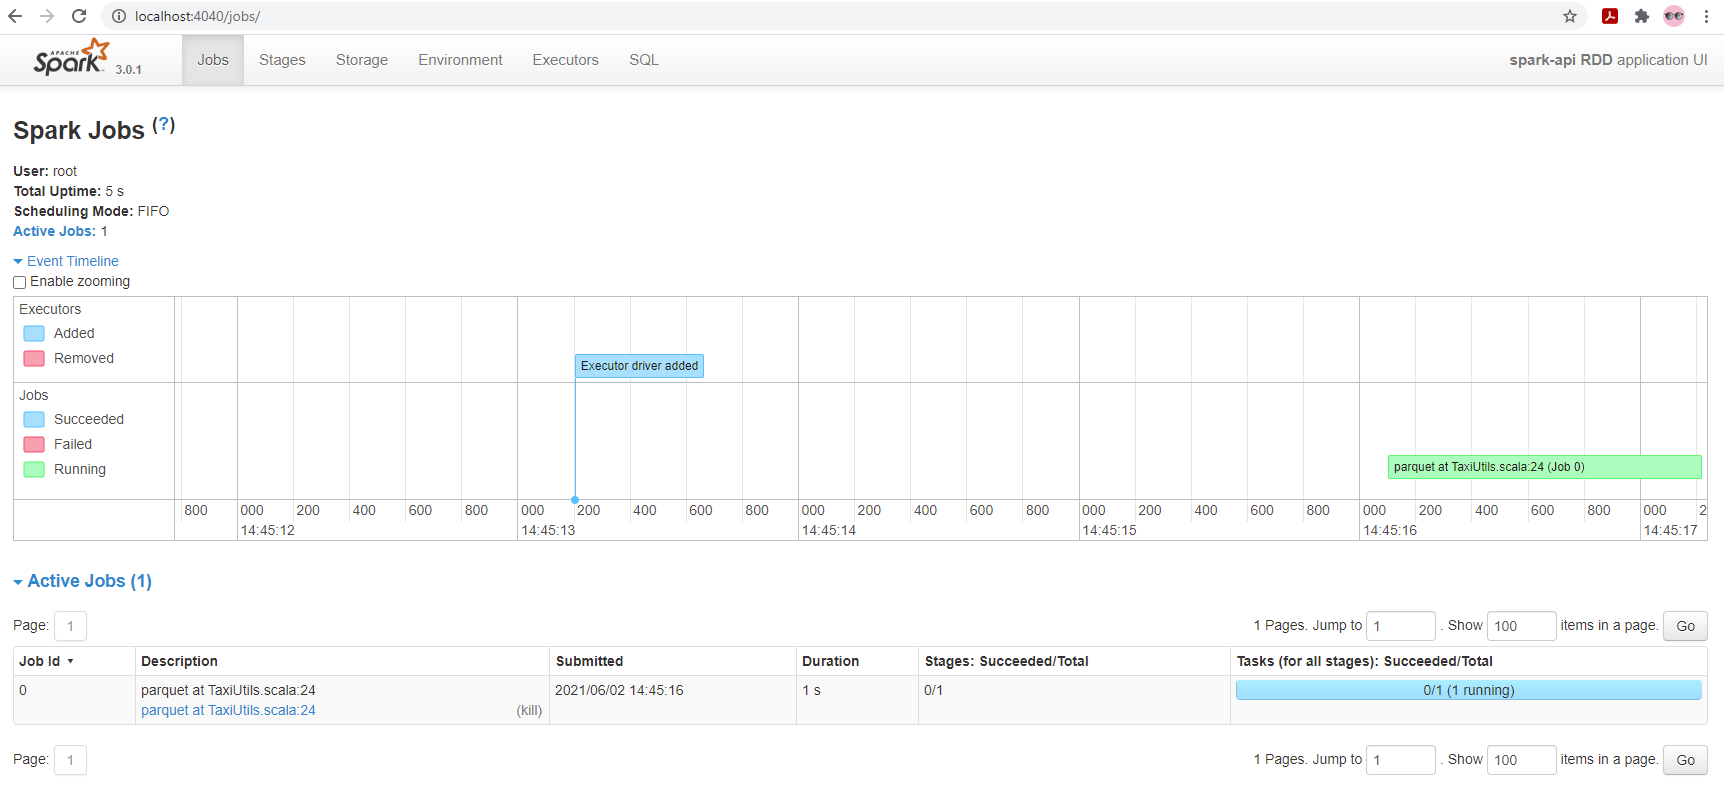 localhost:4040/jobs/
APACHE Spark 3.0.1 Jobs Stages Storage Environment Executors SQL spark-api RDD application UI
Spark Jobs (?)
User: root
Total Uptime: 5 s
Scheduling Mode: FIFO
Active Jobs: 1
Event Timeline
Enable zooming
Executors
Added
Removed
Executor driver added
Jobs
Succeeded
Failed
Running
parquet at TaxiUtils.scala:24 (Job 0)
800 000 200 400 600 800 000 200 400 600 800 000 200 400 600 800 000 200 400 600 800 000 200 400 600 800 000 2
14:45:12 14:45:13 14:45:14 14:45:15 14:45:16 14:45:17
Active Jobs (1)
Page: 1 1 Pages. Jump to 1 . Show 100 items in a page. Go
Job Id Description Submitted Duration Stages: Succeeded/Total Tasks (for all stages): Succeeded/Total
0 parquet at TaxiUtils.scala:24 2021/06/02 14:45:16 1 s 0/1 0/1 (1 running)
parquet at TaxiUtils.scala:24 (kill)
Page: 1 1 Pages. Jump to 1 . Show 100 items in a page. Go